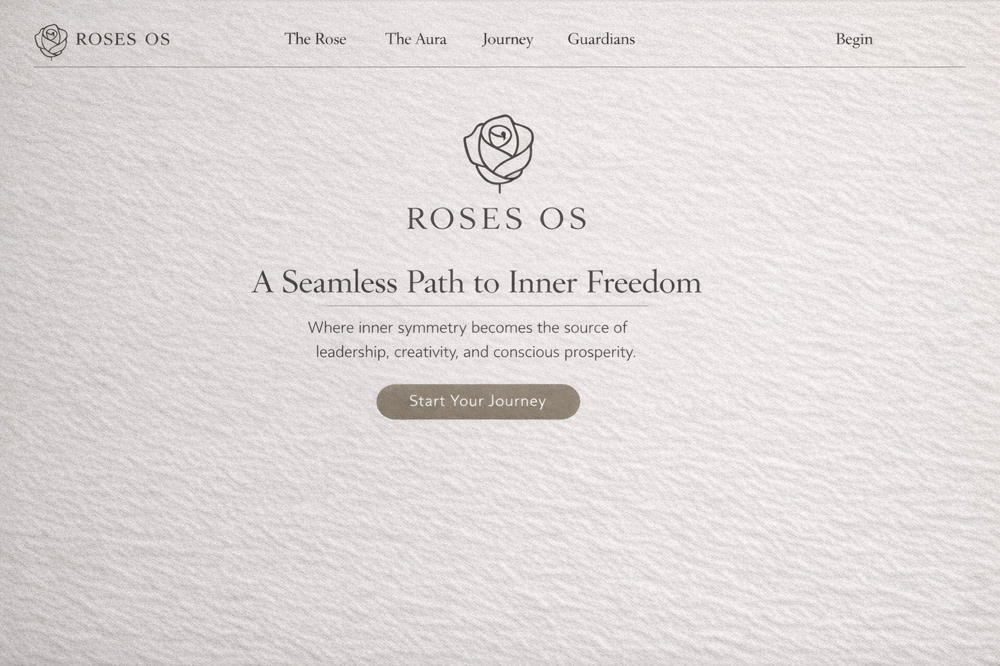 ROSES OS
The Rose
The Aura
Journey
Guardians
Begin
ROSES OS
A Seamless Path to Inner Freedom
Where inner symmetry becomes the source of
leadership, creativity, and conscious prosperity.
Start Your Journey